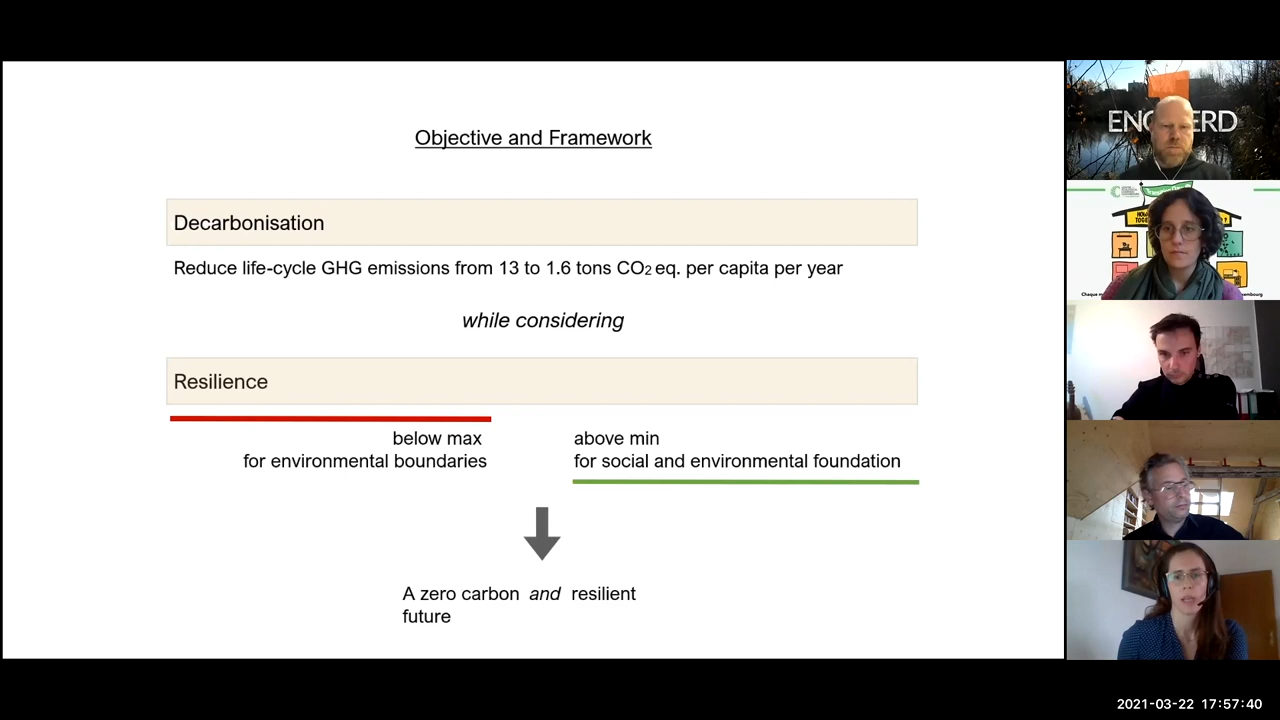 Objective and Framework
Decarbonisation
Reduce life-cycle GHG emissions from 13 to 1.6 tons CO2 eq. per capita per year
while considering
Resilience
below max
for environmental boundaries
above min
for social and environmental foundation
A zero carbon and resilient
future
2021-03-22 17:57:40